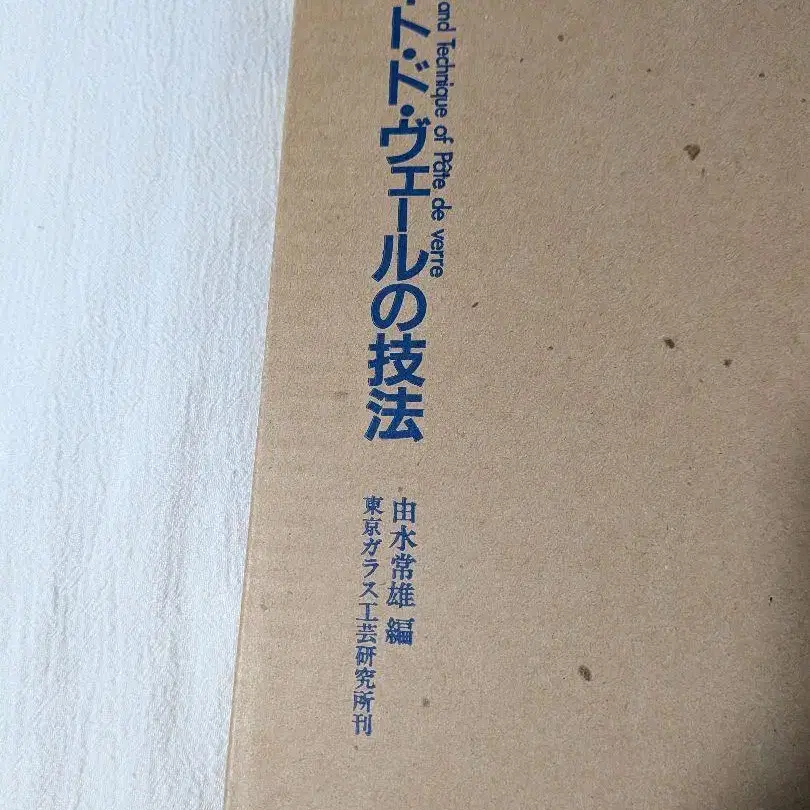 ト・ド・ヴェールの技法
and Technique of Pâte de verre
由水常雄 編
東京ガラス工芸研究所刊